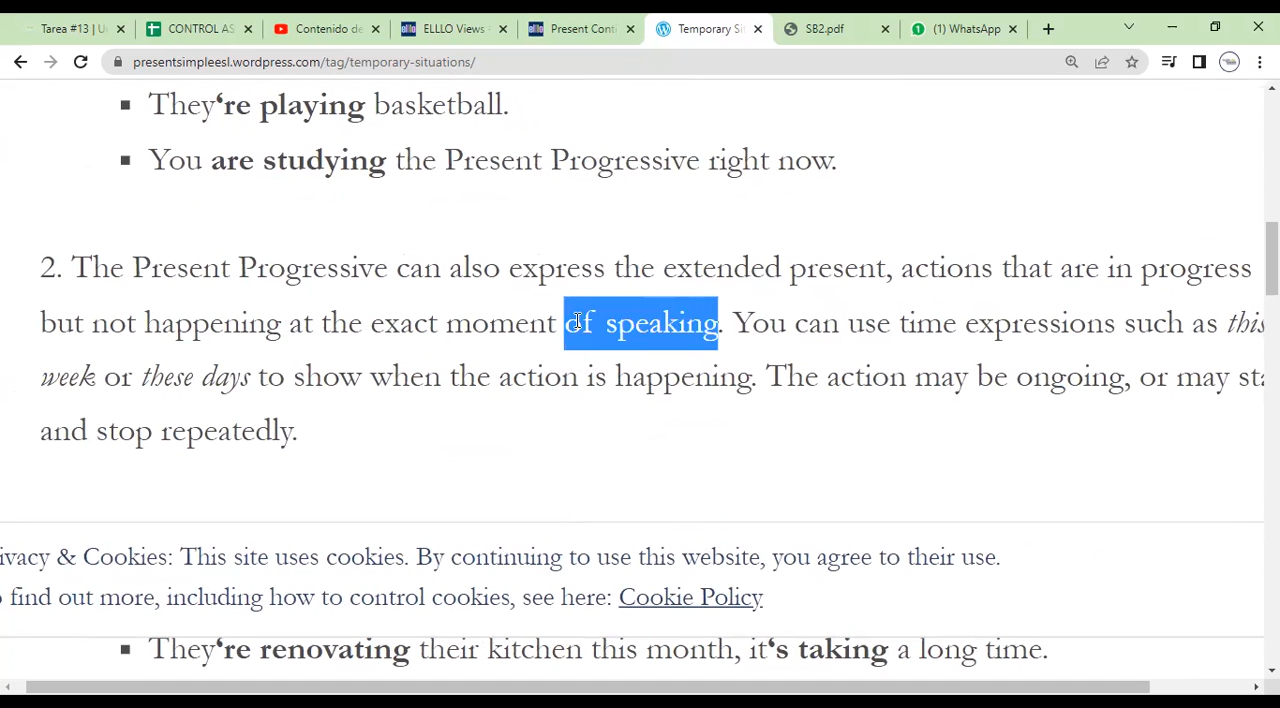 Tarea #13 | U
CONTROL AS
Contenido de
ELLLO Views
Present Conti
Temporary Sit
SB2.pdf
(1) WhatsApp
presentsimpleesl.wordpress.com/tag/temporary-situations/
They‘re playing basketball.
You are studying the Present Progressive right now.
2. The Present Progressive can also express the extended present, actions that are in progress
but not happening at the exact moment of speaking. You can use time expressions such as this
week or these days to show when the action is happening. The action may be ongoing, or may sta
and stop repeatedly.
ivacy & Cookies: This site uses cookies. By continuing to use this website, you agree to their use.
o find out more, including how to control cookies, see here: Cookie Policy
They‘re renovating their kitchen this month, it‘s taking a long time.